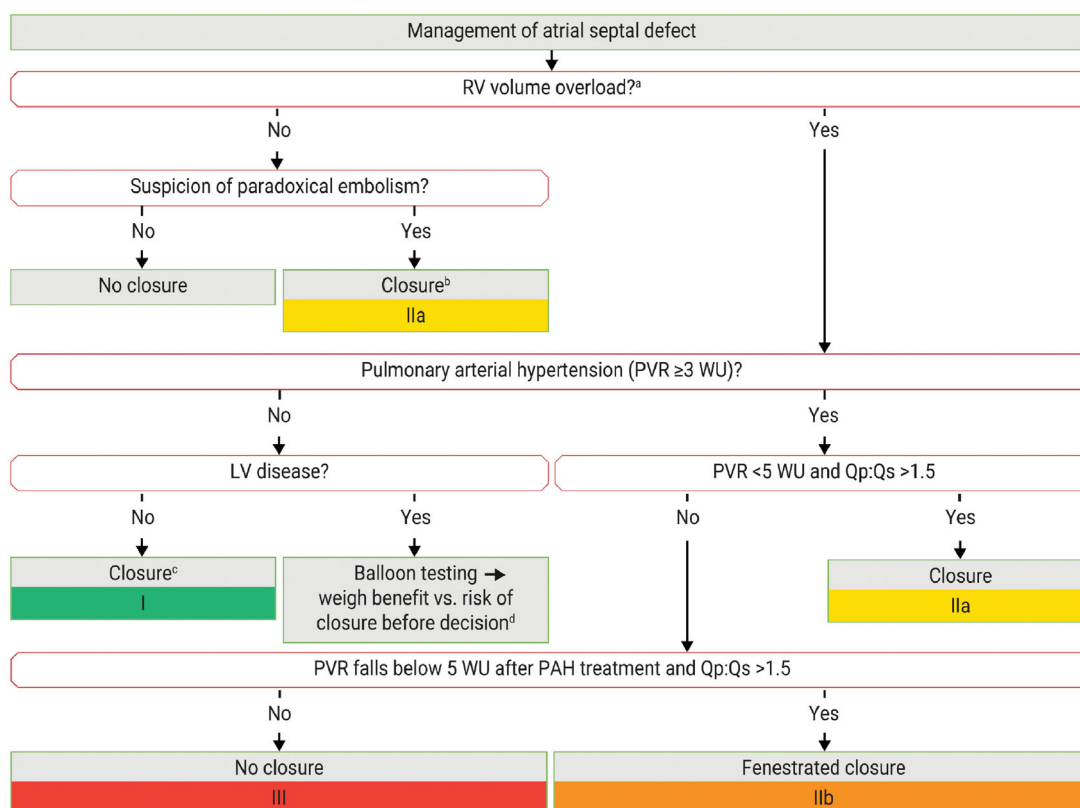 Management of atrial septal defect
RV volume overload?ᵃ
No
Yes
Suspicion of paradoxical embolism?
No
Yes
No closure
Closureᵇ
IIa
Pulmonary arterial hypertension (PVR ≥3 WU)?
No
Yes
LV disease?
PVR <5 WU and Qp:Qs >1.5
No
Yes
No
Yes
Closureᶜ
I
Balloon testing →
weigh benefit vs. risk of
closure before decisionᵈ
Closure
IIa
PVR falls below 5 WU after PAH treatment and Qp:Qs >1.5
No
Yes
No closure
III
Fenestrated closure
IIb